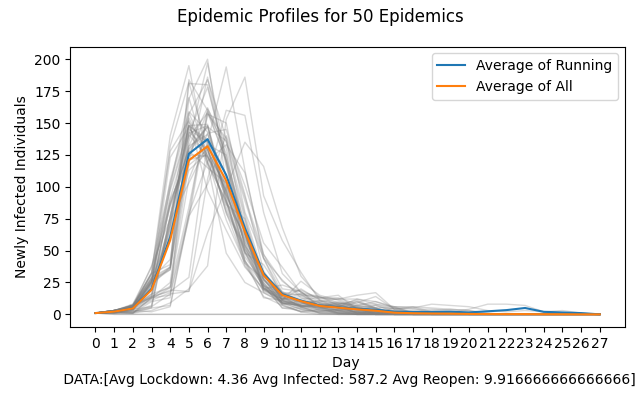 Epidemic Profiles for 50 Epidemics
Newly Infected Individuals
200
175
150
125
100
75
50
25
0
Average of Running
Average of All
0 1 2 3 4 5 6 7 8 9 10 11 12 13 14 15 16 17 18 19 20 21 22 23 24 25 26 27
Day
DATA:[Avg Lockdown: 4.36 Avg Infected: 587.2 Avg Reopen: 9.916666666666666]